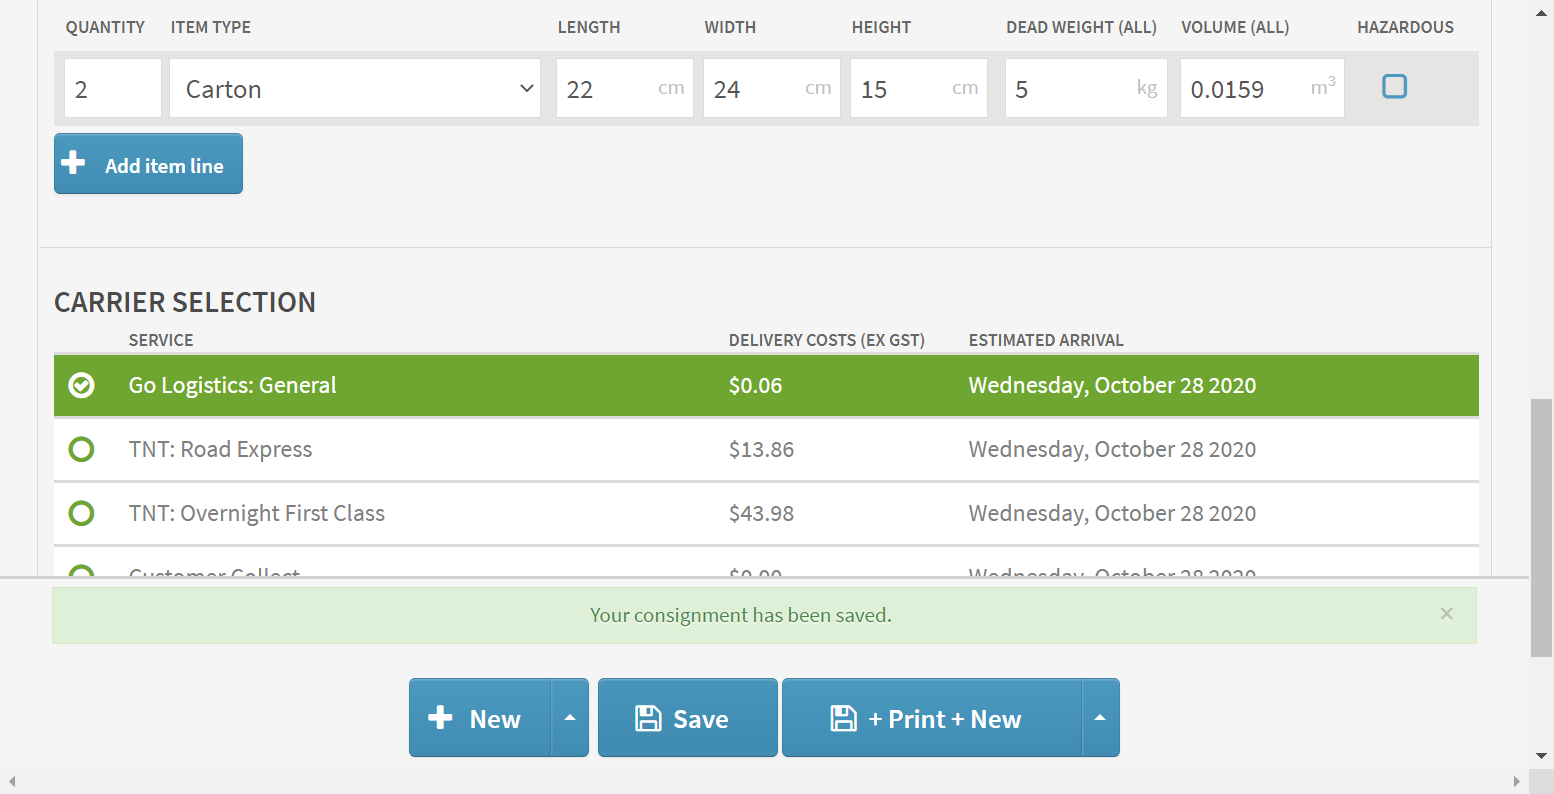 QUANTITY ITEM TYPE LENGTH WIDTH HEIGHT DEAD WEIGHT (ALL) VOLUME (ALL) HAZARDOUS
2 Carton 22 cm 24 cm 15 cm 5 kg 0.0159 m³
Add item line
CARRIER SELECTION
SERVICE DELIVERY COSTS (EX GST) ESTIMATED ARRIVAL
Go Logistics: General $0.06 Wednesday, October 28 2020
TNT: Road Express $13.86 Wednesday, October 28 2020
TNT: Overnight First Class $43.98 Wednesday, October 28 2020
Customer Collect $0.00 Wednesday, October 28 2020
Your consignment has been saved. ×
New Save + Print + New